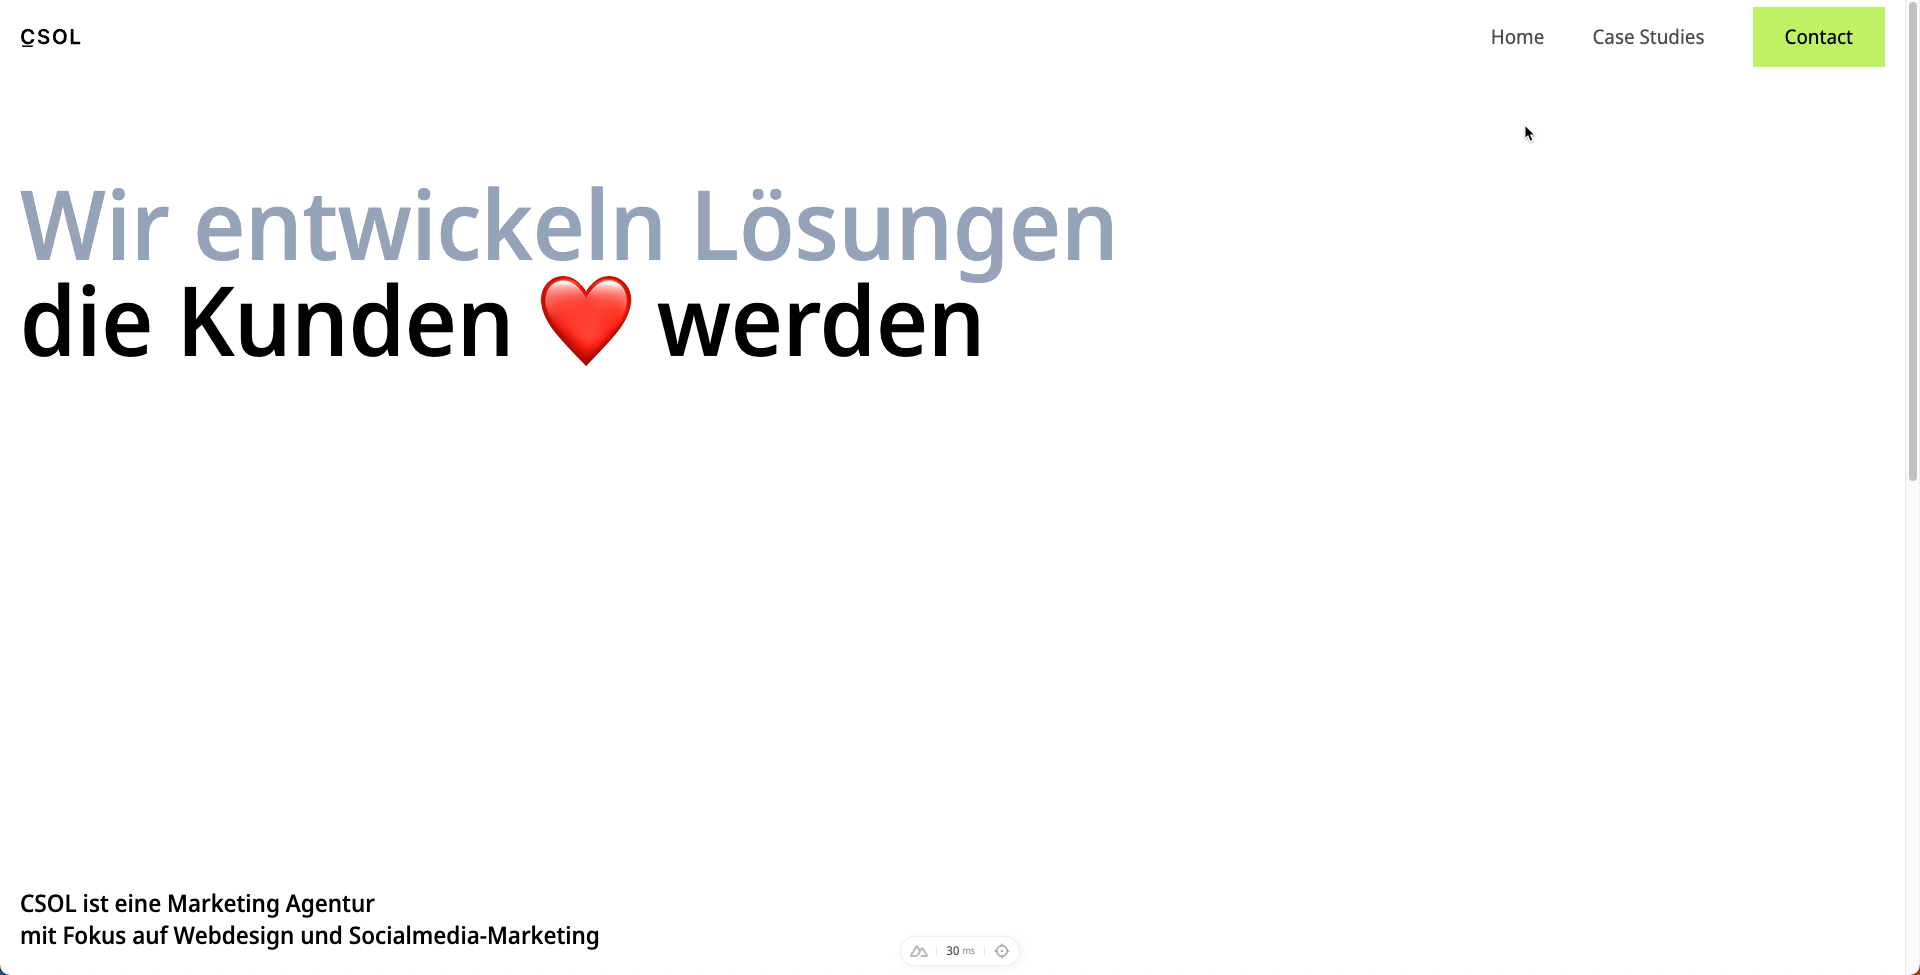 CSOL
Home
Case Studies
Contact
Wir entwickeln Lösungen
die Kunden ❤️ werden
CSOL ist eine Marketing Agentur
mit Fokus auf Webdesign und Socialmedia-Marketing
30 ms